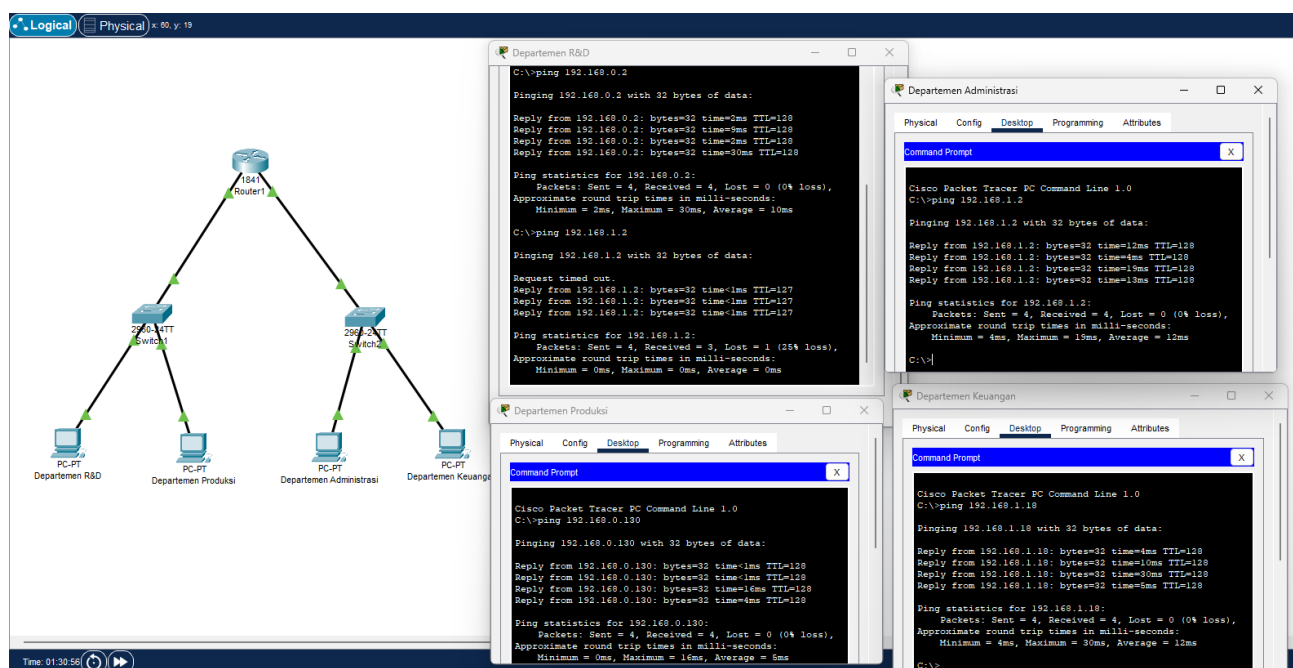 Logical Physical x: 60, y: 19
1841
Router1
2960-24TT
Switch1
2960-24TT
Switch2
PC-PT
Departemen R&D
PC-PT
Departemen Produksi
PC-PT
Departemen Administrasi
PC-PT
Departemen Keuanga
Time: 01:30:56
Departemen R&D
C:\>ping 192.168.0.2
Pinging 192.168.0.2 with 32 bytes of data:
Reply from 192.168.0.2: bytes=32 time=2ms TTL=128
Reply from 192.168.0.2: bytes=32 time=9ms TTL=128
Reply from 192.168.0.2: bytes=32 time=2ms TTL=128
Reply from 192.168.0.2: bytes=32 time=30ms TTL=128
Ping statistics for 192.168.0.2:
Packets: Sent = 4, Received = 4, Lost = 0 (0% loss),
Approximate round trip times in milli-seconds:
Minimum = 2ms, Maximum = 30ms, Average = 10ms
C:\>ping 192.168.1.2
Pinging 192.168.1.2 with 32 bytes of data:
Request timed out.
Reply from 192.168.1.2: bytes=32 time<1ms TTL=127
Reply from 192.168.1.2: bytes=32 time<1ms TTL=127
Reply from 192.168.1.2: bytes=32 time<1ms TTL=127
Ping statistics for 192.168.1.2:
Packets: Sent = 4, Received = 3, Lost = 1 (25% loss),
Approximate round trip times in milli-seconds:
Minimum = 0ms, Maximum = 0ms, Average = 0ms
Departemen Administrasi
Physical Config Desktop Programming Attributes
Command Prompt X
Cisco Packet Tracer PC Command Line 1.0
C:\>ping 192.168.1.2
Pinging 192.168.1.2 with 32 bytes of data:
Reply from 192.168.1.2: bytes=32 time=12ms TTL=128
Reply from 192.168.1.2: bytes=32 time=4ms TTL=128
Reply from 192.168.1.2: bytes=32 time=19ms TTL=128
Reply from 192.168.1.2: bytes=32 time=13ms TTL=128
Ping statistics for 192.168.1.2:
Packets: Sent = 4, Received = 4, Lost = 0 (0% loss),
Approximate round trip times in milli-seconds:
Minimum = 4ms, Maximum = 19ms, Average = 12ms
C:\>
Departemen Produksi
Physical Config Desktop Programming Attributes
Command Prompt X
Cisco Packet Tracer PC Command Line 1.0
C:\>ping 192.168.0.130
Pinging 192.168.0.130 with 32 bytes of data:
Reply from 192.168.0.130: bytes=32 time<1ms TTL=128
Reply from 192.168.0.130: bytes=32 time<1ms TTL=128
Reply from 192.168.0.130: bytes=32 time=16ms TTL=128
Reply from 192.168.0.130: bytes=32 time=4ms TTL=128
Ping statistics for 192.168.0.130:
Packets: Sent = 4, Received = 4, Lost = 0 (0% loss),
Approximate round trip times in milli-seconds:
Minimum = 0ms, Maximum = 16ms, Average = 5ms
Departemen Keuangan
Physical Config Desktop Programming Attributes
Command Prompt X
Cisco Packet Tracer PC Command Line 1.0
C:\>ping 192.168.1.18
Pinging 192.168.1.18 with 32 bytes of data:
Reply from 192.168.1.18: bytes=32 time=4ms TTL=128
Reply from 192.168.1.18: bytes=32 time=10ms TTL=128
Reply from 192.168.1.18: bytes=32 time=30ms TTL=128
Reply from 192.168.1.18: bytes=32 time=5ms TTL=128
Ping statistics for 192.168.1.18:
Packets: Sent = 4, Received = 4, Lost = 0 (0% loss),
Approximate round trip times in milli-seconds:
Minimum = 4ms, Maximum = 30ms, Average = 12ms
C:\>